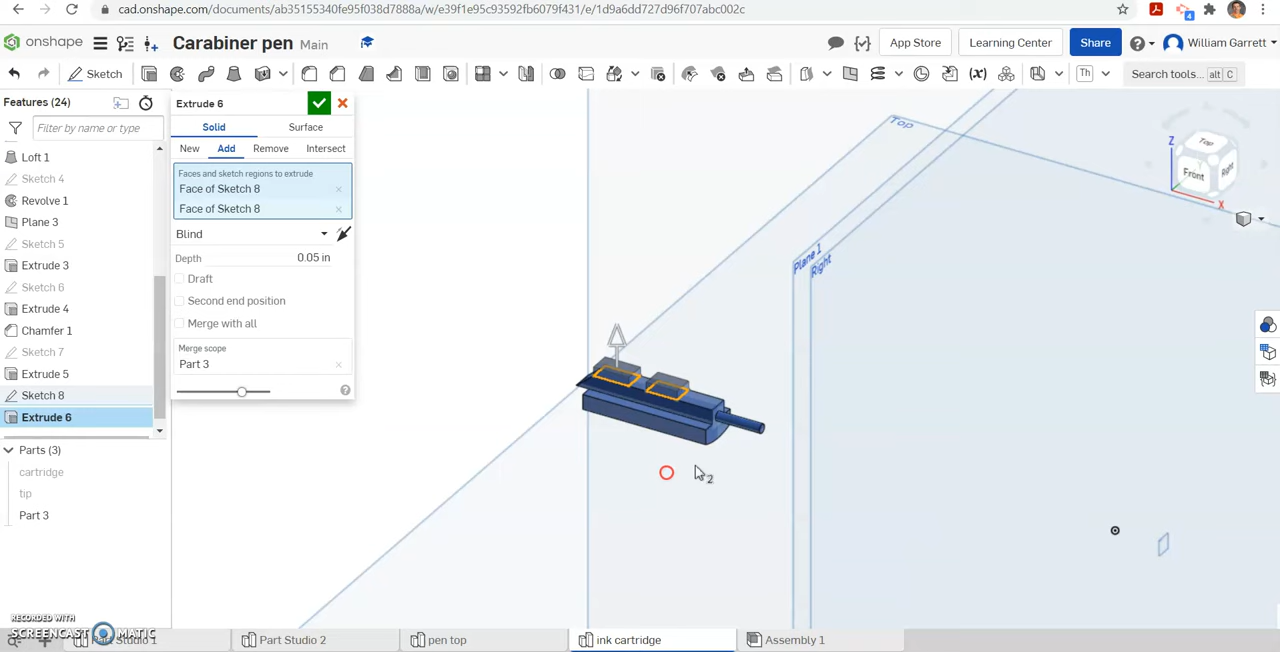 cad.onshape.com/documents/ab35155340fe95f038d7888a/w/e39f1e95c93592fb6079f431/e/1d9a6dd727d96f707abc002c
4
onshape
Carabiner pen Main
App Store
Learning Center
Share
William Garrett
Sketch
Th
Search tools... alt C
Features (24)
Filter by name or type
Loft 1
Sketch 4
Revolve 1
Plane 3
Sketch 5
Extrude 3
Sketch 6
Extrude 4
Chamfer 1
Sketch 7
Extrude 5
Sketch 8
Extrude 6
Parts (3)
cartridge
tip
Part 3
Extrude 6
Solid Surface
New Add Remove Intersect
Faces and sketch regions to extrude
Face of Sketch 8
Face of Sketch 8
Blind
Depth 0.05 in
Draft
Second end position
Merge with all
Merge scope
Part 3
Top
Plane 1
Right
2
Z
Top
Front
Right
X
RECORDED WITH
SCREENCAST MATIC
Part Studio 1
Part Studio 2
pen top
ink cartridge
Assembly 1